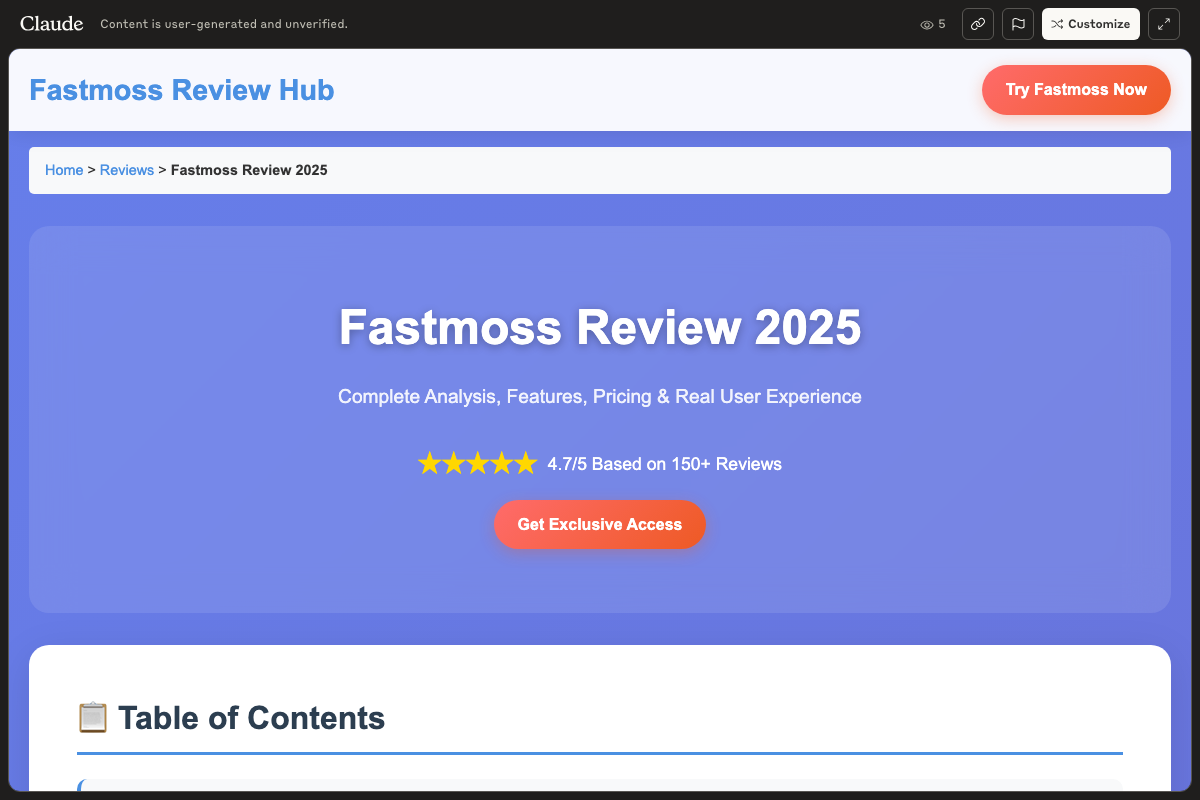 Claude Content is user-generated and unverified. 5 Customize
Fastmoss Review Hub Try Fastmoss Now
Home > Reviews > Fastmoss Review 2025
Fastmoss Review 2025
Complete Analysis, Features, Pricing & Real User Experience
★★★★★ 4.7/5 Based on 150+ Reviews
Get Exclusive Access
📋 Table of Contents